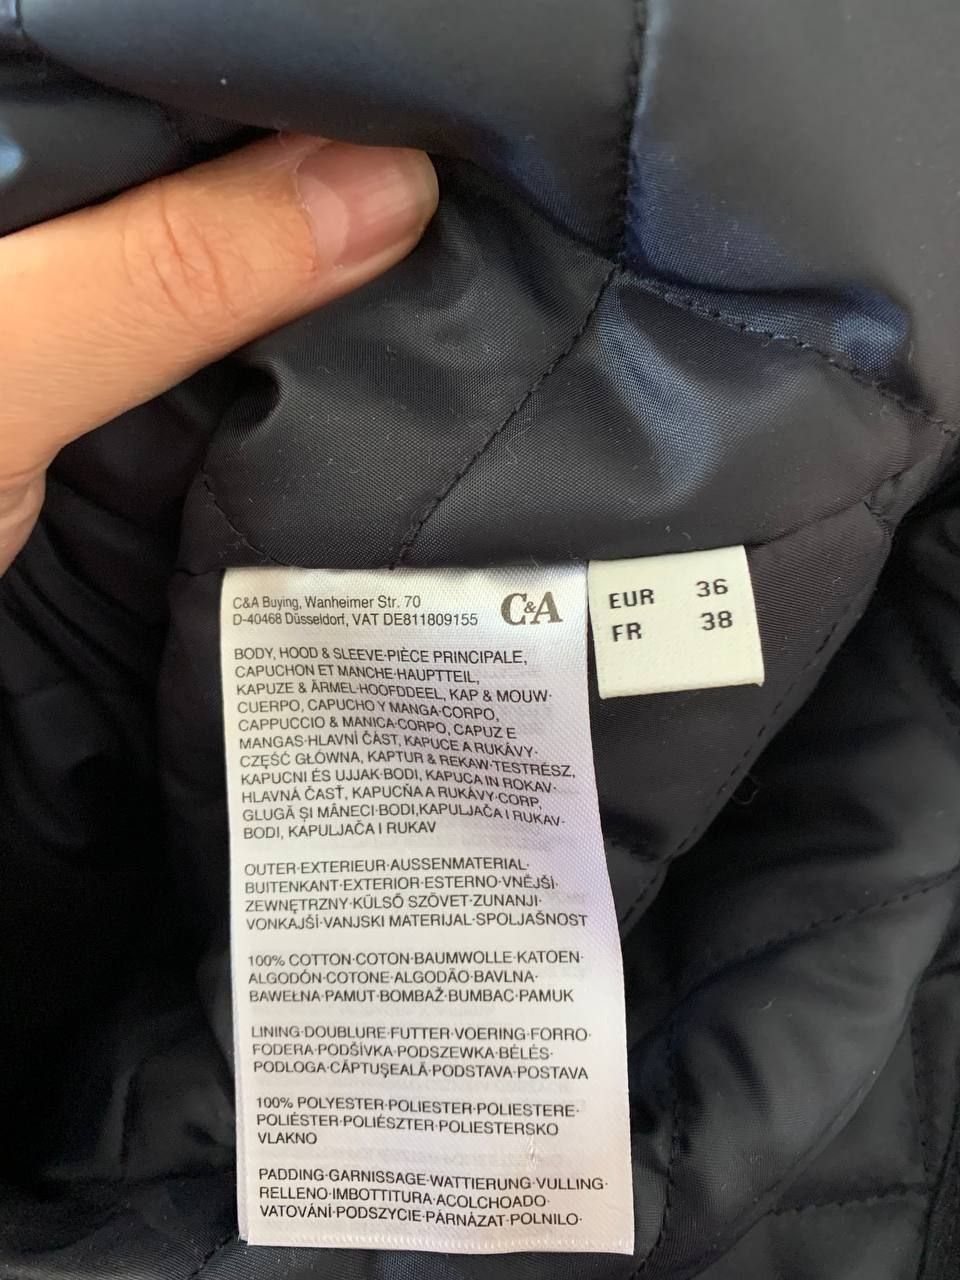 C&A Buying, Wanheimer Str. 70
D-40468 Düsseldorf, VAT DE811809155
C&A
BODY, HOOD & SLEEVE·PIÈCE PRINCIPALE,
CAPUCHON ET MANCHE·HAUPTTEIL,
KAPUZE & ÄRMEL·HOOFDDEEL, KAP & MOUW·
CUERPO, CAPUCHO Y MANGA·CORPO,
CAPPUCCIO & MANICA·CORPO, CAPUZ E
MANGAS·HLAVNÍ ČÁST, KAPUCE A RUKÁVY·
CZĘŚĆ GŁÓWNA, KAPTUR & REKAW·TESTRÉSZ,
KAPUCNI ÉS UJJAK·BODI, KAPUCA IN ROKAV·
HLAVNÁ ČASŤ, KAPUCŇA A RUKÁVY·CORP,
GLUGĂ ȘI MÂNECI·BODI,KAPULJAČA I RUKAV·
BODI, KAPULJAČA I RUKAV
OUTER·EXTERIEUR·AUSSENMATERIAL·
BUITENKANT·EXTERIOR·ESTERNO·VNĚJŠÍ·
ZEWNĘTRZNY·KÜLSŐ SZÖVET·ZUNANJI·
VONKAJŠÍ·VANJSKI MATERIJAL·SPOLJAŠNOST
100% COTTON·COTON·BAUMWOLLE·KATOEN·
ALGODÓN·COTONE·ALGODÃO·BAVLNA·
BAWEŁNA·PAMUT·BOMBAŽ·BUMBAC·PAMUK
LINING·DOUBLURE·FUTTER·VOERING·FORRO·
FODERA·PODŠÍVKA·PODSZEWKA·BÉLÉS·
PODLOGA·CĂPTUȘEALĂ·PODSTAVA·POSTAVA
100% POLYESTER·POLIESTER·POLIESTERE·
POLIÉSTER·POLIÉSZTER·POLIESTERSKO
VLAKNO
PADDING·GARNISSAGE·WATTIERUNG·VULLING·
RELLENO·IMBOTTITURA·ACOLCHOADO·
VATOVÁNÍ·PODSZYCIE·PÁRNÁZAT·POLNILO·
EUR 36
FR 38